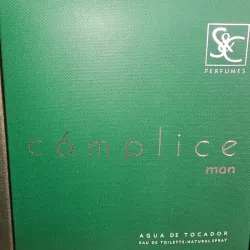 S&C
PERFUMES
cómplice
man
AGUA DE TOCADOR
EAU DE TOILETTE-NATURAL SPRAY